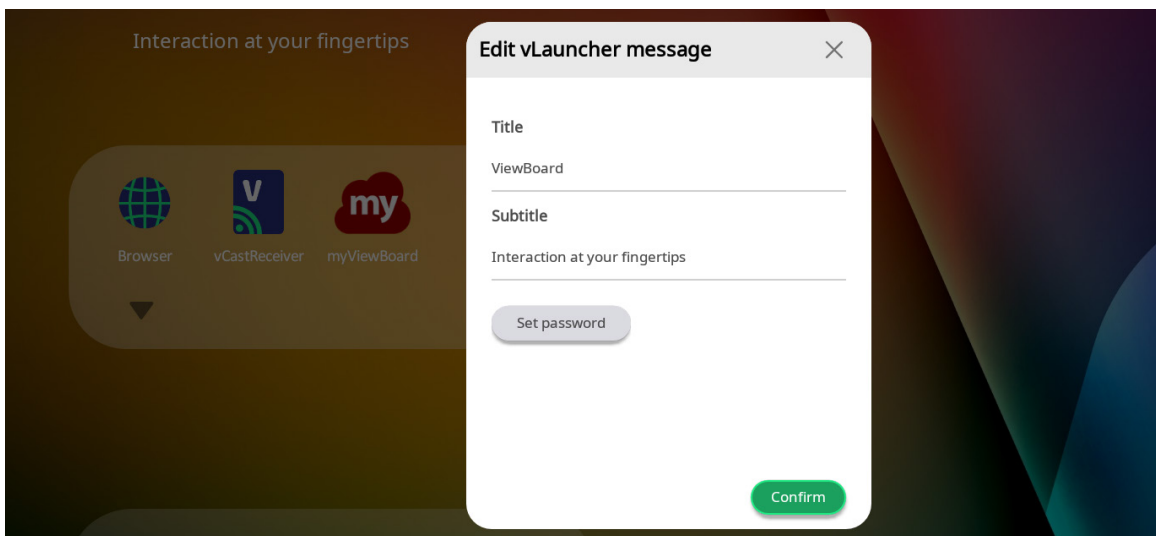 Interaction at your fingertips
Edit vLauncher message
Title
ViewBoard
Subtitle
Interaction at your fingertips
Set password
Confirm
V
my
Browser
vCastReceiver
myViewBoard